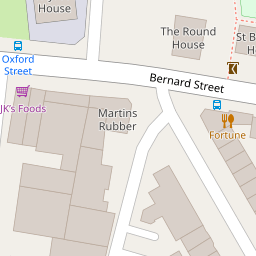 House
The Round
House
St B
Oxford
Street
Bernard Street
JK's Foods
Martins
Rubber
Fortune